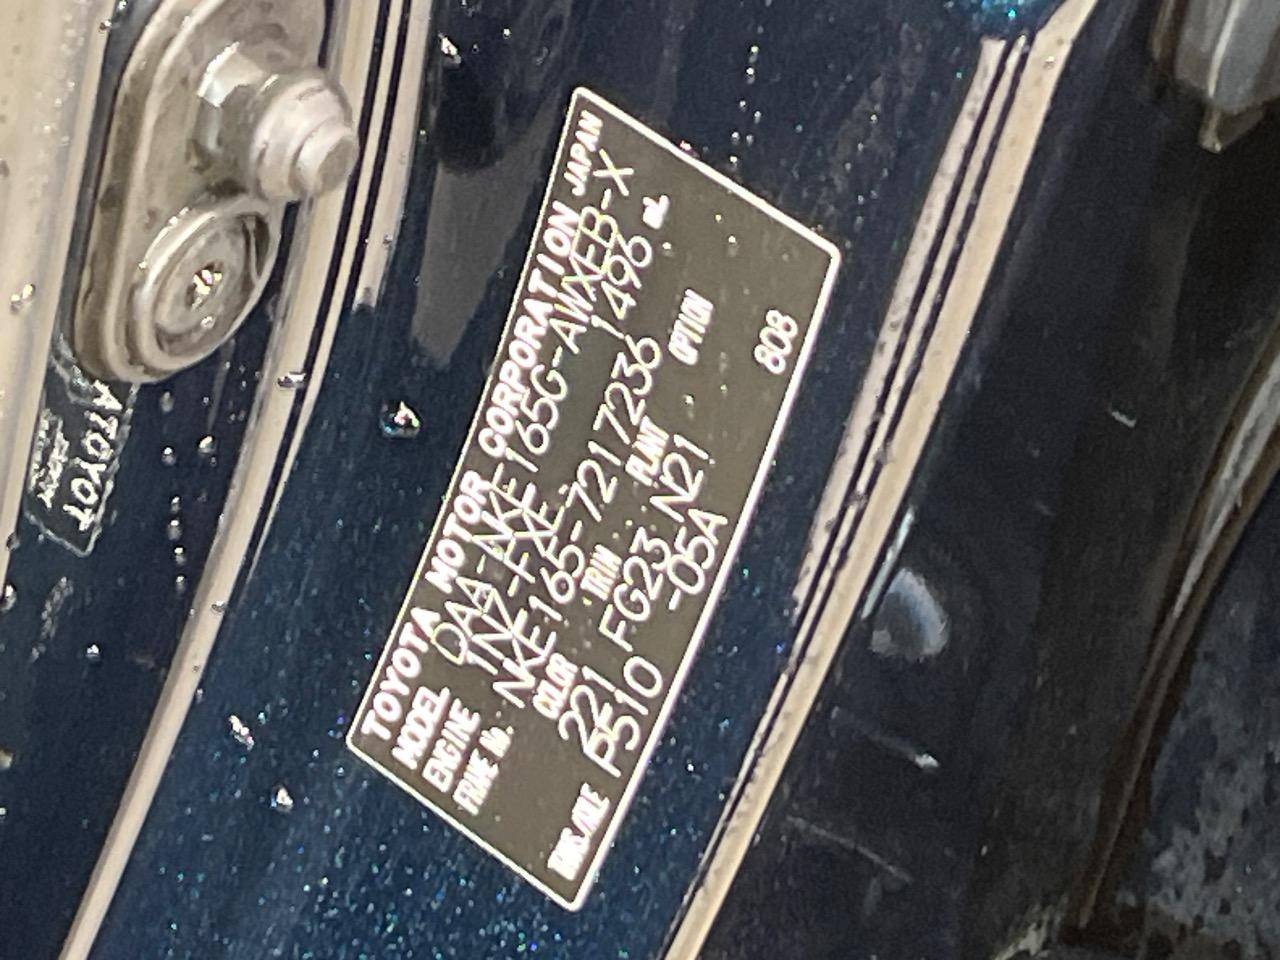 TOYOTA MOTOR CORPORATION JAPAN
MODEL DAA-NKE165G-AWXEB-X
ENGINE 1NZ-FXE 1496 mL
FRAME No. NKE165-7217236
COLOR TRIM PLANT OPTION
221 FG23 N21
TRANS./AXLE P510 -05A 808